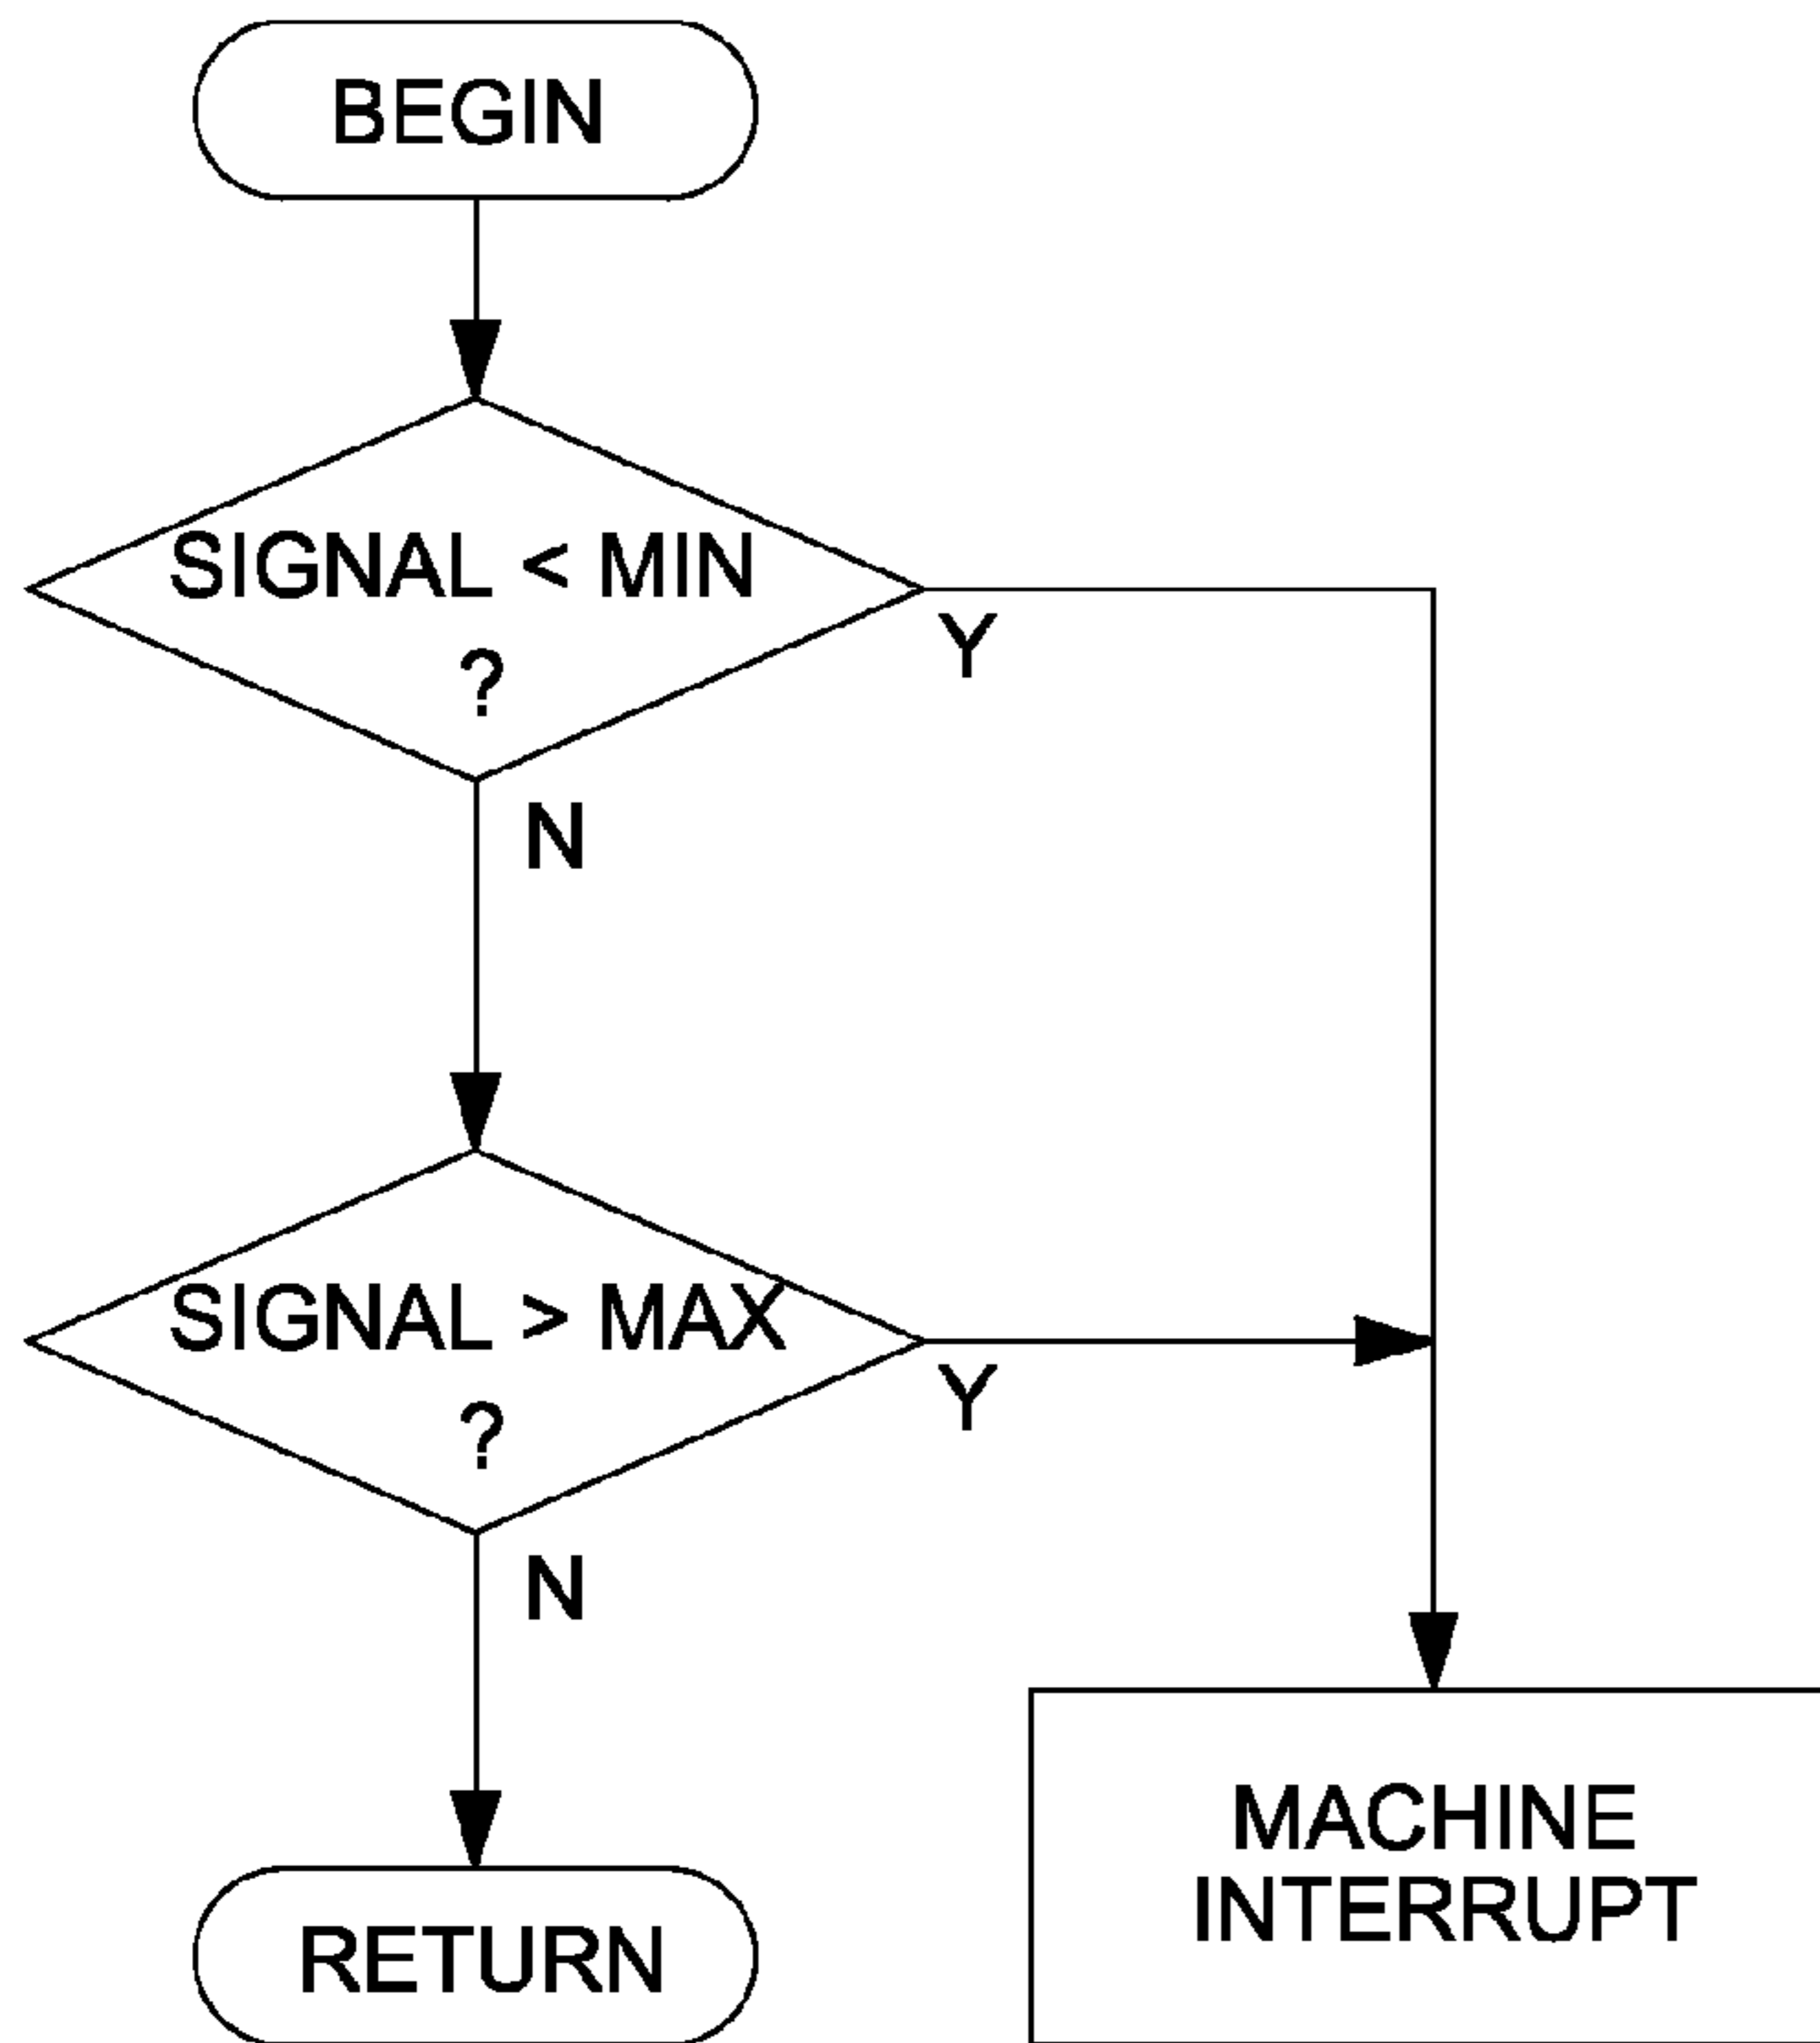 BEGIN
SIGNAL < MIN
?
Y
N
SIGNAL > MAX
?
Y
N
MACHINE
INTERRUPT
RETURN